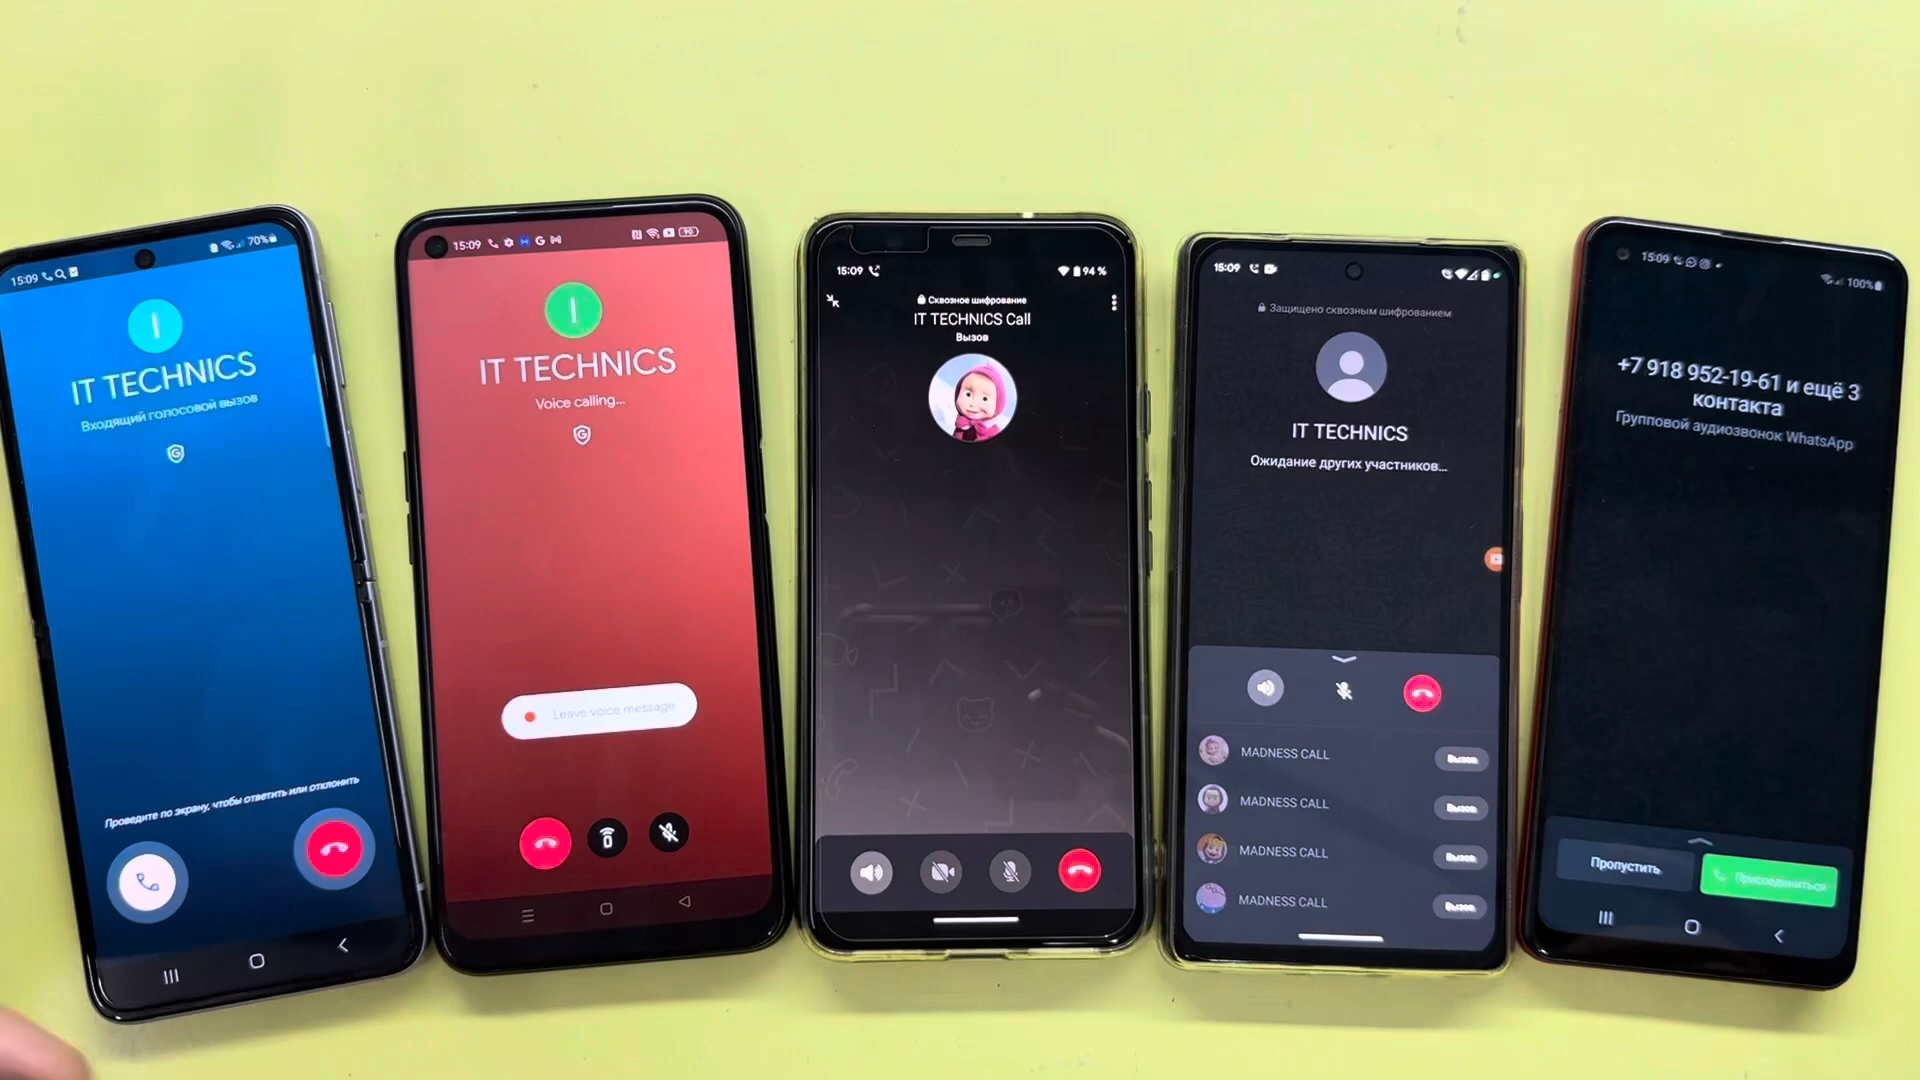 15:09
70%
IT TECHNICS
Входящий голосовой вызов
Проведите по экрану, чтобы ответить или отклонить
15:09
90
IT TECHNICS
Voice calling...
Leave voice message
15:09
94 %
Сквозное шифрование
IT TECHNICS Call
Вызов
15:09
Защищено сквозным шифрованием
IT TECHNICS
Ожидание других участников...
MADNESS CALL
Вызов
MADNESS CALL
Вызов
MADNESS CALL
Вызов
MADNESS CALL
Вызов
15:09
100%
+7 918 952-19-61 и ещё 3
контакта
Групповой аудиозвонок WhatsApp
Пропустить
Присоединиться